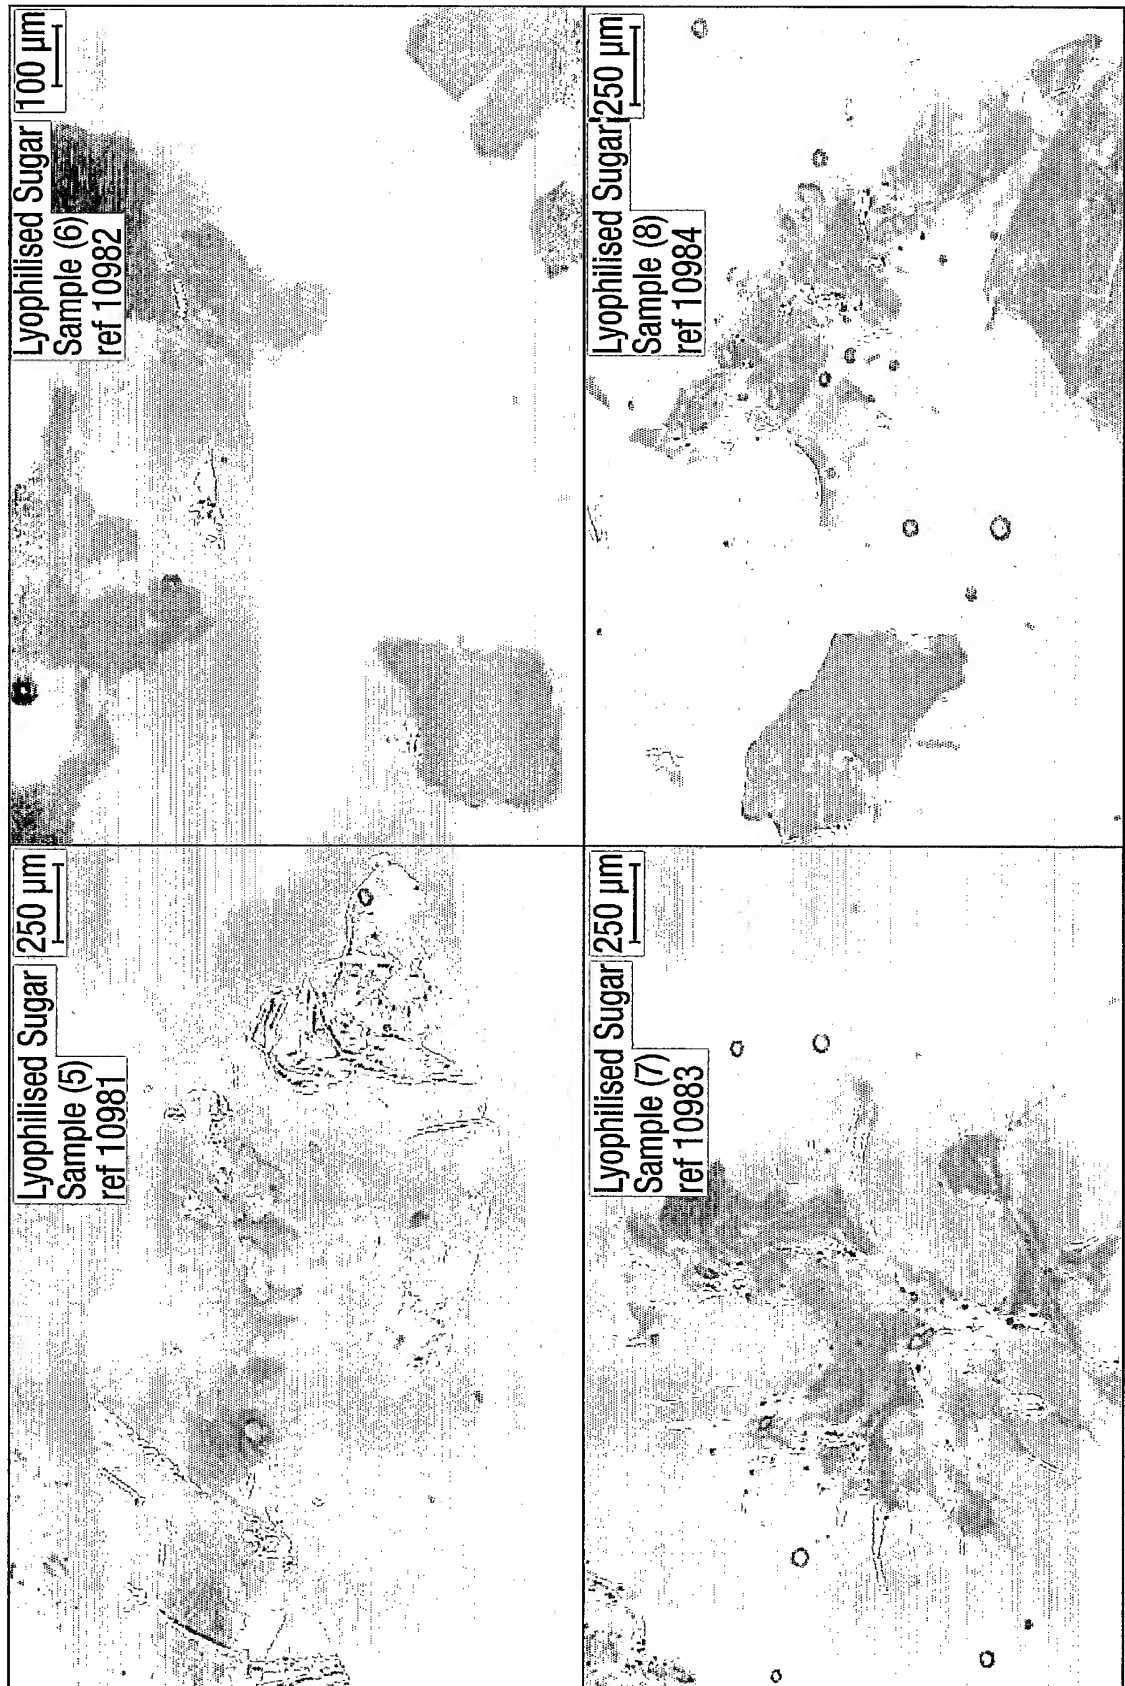 Lyophilised Sugar
Sample (5)
ref 10981
250 µm
Lyophilised Sugar
Sample (6)
ref 10982
100 µm
Lyophilised Sugar
Sample (7)
ref 10983
250 µm
Lyophilised Sugar
Sample (8)
ref 10984
250 µm